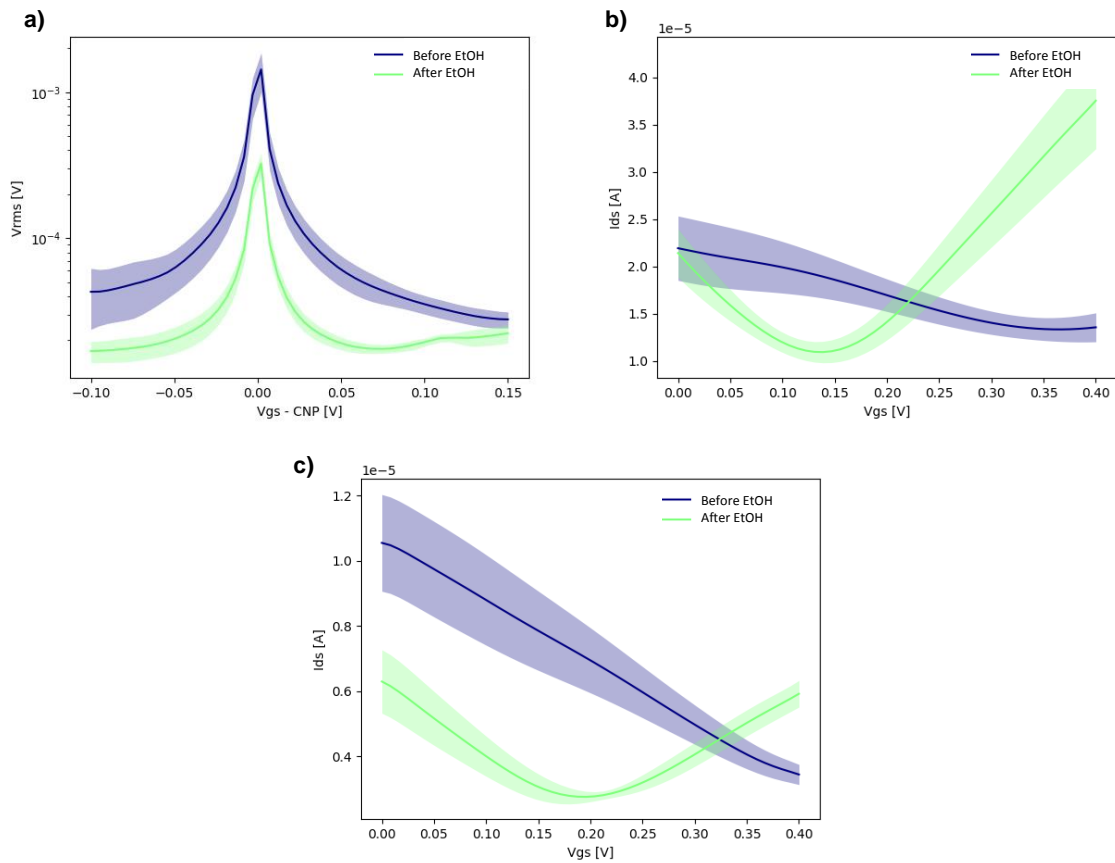 a)
Before EtOH
After EtOH
10⁻³
10⁻⁴
Vrms [V]
−0.10
−0.05
0.00
0.05
0.10
0.15
Vgs - CNP [V]
b)
1e−5
Before EtOH
After EtOH
4.0
3.5
3.0
2.5
2.0
1.5
1.0
Ids [A]
0.00
0.05
0.10
0.15
0.20
0.25
0.30
0.35
0.40
Vgs [V]
c)
1e−5
Before EtOH
After EtOH
1.2
1.0
0.8
0.6
0.4
Ids [A]
0.00
0.05
0.10
0.15
0.20
0.25
0.30
0.35
0.40
Vgs [V]